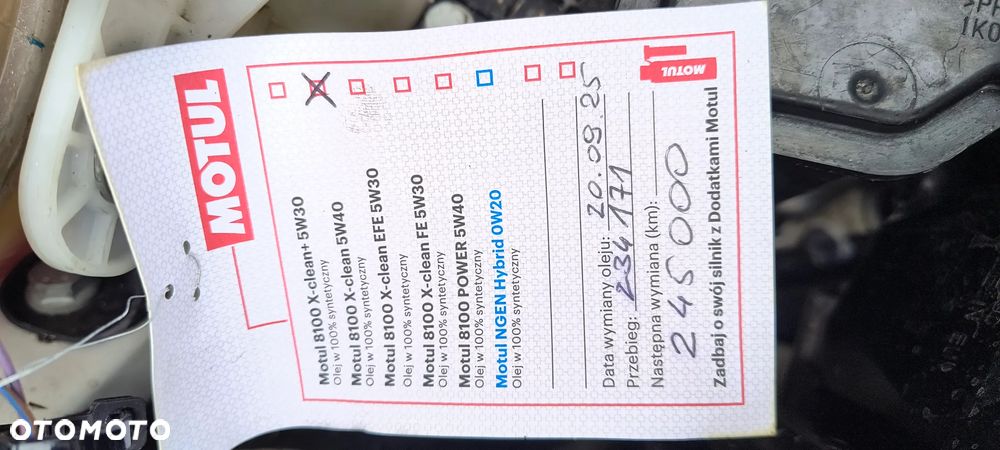 MOTUL
Motul 8100 X-clean+ 5W30
Olej w 100% syntetyczny
Motul 8100 X-clean 5W40
Olej w 100% syntetyczny
Motul 8100 X-clean EFE 5W30
Olej w 100% syntetyczny
Motul 8100 X-clean FE 5W30
Olej w 100% syntetyczny
Motul 8100 POWER 5W40
Olej w 100% syntetyczny
Motul NGEN Hybrid 0W20
Olej w 100% syntetyczny
Data wymiany oleju: 20.09.25
Przebieg: 234171
Następna wymiana (km):
245000
Zadbaj o swój silnik z Dodatkami Motul
MOTUL
1K0
OTOMOTO